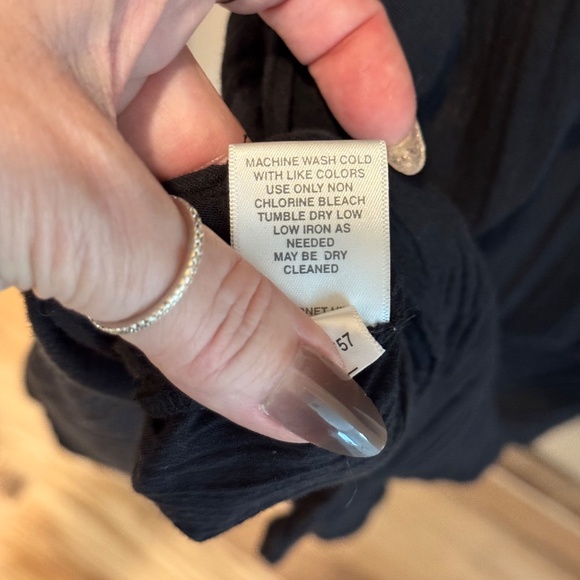 MACHINE WASH COLD
WITH LIKE COLORS
USE ONLY NON
CHLORINE BLEACH
TUMBLE DRY LOW
LOW IRON AS
NEEDED
MAY BE DRY
CLEANED
57